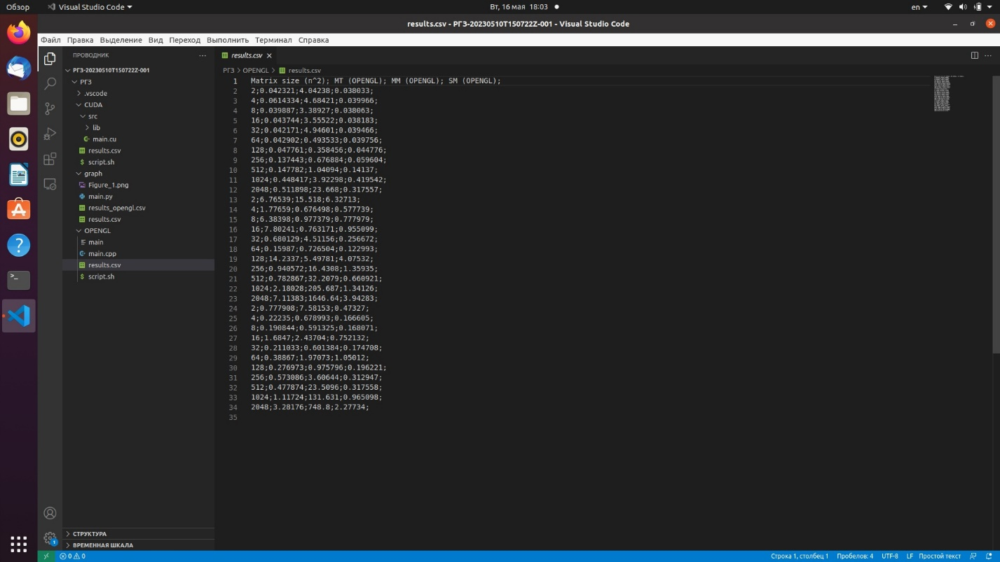 Обзор
Visual Studio Code
Вт, 16 мая 18:03
en
results.csv - РГЗ-20230510T150722Z-001 - Visual Studio Code
Файл Правка Выделение Вид Переход Выполнить Терминал Справка
ПРОВОДНИК
РГЗ-20230510T150722Z-001
РГЗ
.vscode
CUDA
src
lib
main.cu
results.csv
script.sh
graph
Figure_1.png
main.py
results_opengl.csv
results.csv
OPENGL
main
main.cpp
results.csv
script.sh
СТРУКТУРА
ВРЕМЕННАЯ ШКАЛА
results.csv
РГЗ > OPENGL > results.csv
1 Matrix size (n^2); MT (OPENGL); MM (OPENGL); SM (OPENGL);
2 2;0.042321;4.04238;0.038033;
3 4;0.0614334;4.68421;0.039966;
4 8;0.039887;3.38927;0.038063;
5 16;0.043744;3.55522;0.038183;
6 32;0.042171;4.94601;0.039466;
7 64;0.042902;0.493533;0.039756;
8 128;0.047761;0.358456;0.044776;
9 256;0.137443;0.676884;0.059604;
10 512;0.147782;1.04094;0.14137;
11 1024;0.448417;3.92298;0.419542;
12 2048;0.511898;23.668;0.317557;
13 2;6.76539;15.518;6.32713;
14 4;1.77659;0.676498;0.577739;
15 8;6.38398;0.977379;0.777979;
16 16;7.80241;0.763171;0.955099;
17 32;0.680129;4.51156;0.256672;
18 64;0.15987;0.726504;0.122993;
19 128;14.2337;5.49781;4.07532;
20 256;0.940572;16.4308;1.35935;
21 512;0.782867;32.2079;0.660921;
22 1024;2.18028;205.687;1.34126;
23 2048;7.11383;1646.64;3.94283;
24 2;0.777908;7.58153;0.47327;
25 4;0.22235;0.678993;0.166605;
26 8;0.190844;0.591325;0.168071;
27 16;1.6847;2.43704;0.752132;
28 32;0.211033;0.601384;0.174708;
29 64;0.38867;1.97073;1.05012;
30 128;0.276973;0.975796;0.196221;
31 256;0.573086;3.60644;0.312947;
32 512;0.477874;23.5096;0.317558;
33 1024;1.11724;131.631;0.965098;
34 2048;3.28176;748.8;2.27734;
35
1
0 0
Строка 1, столбец 1 Пробелов: 4 UTF-8 LF Простой текст